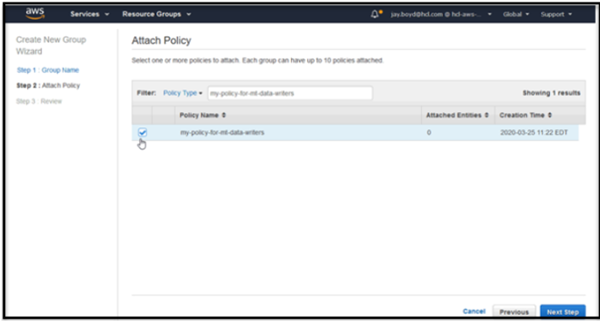 aws Services Resource Groups jay.boyd@hd.com @ hd-aws-... Global Support
Create New Group Wizard
Step 1 : Group Name
Step 2 : Attach Policy
Step 3 : Review
Attach Policy
Select one or more policies to attach. Each group can have up to 10 policies attached.
Filter: Policy Type my-policy-for-mt-data-writers Showing 1 results
Policy Name Attached Entities Creation Time
my-policy-for-mt-data-writers 0 2020-03-25 11:22 EDT
Cancel Previous Next Step